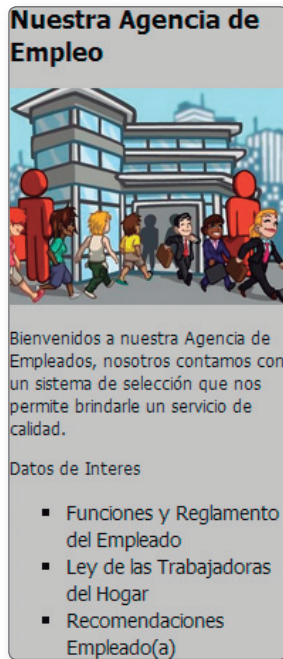 Nuestra Agencia de
Empleo
Bienvenidos a nuestra Agencia de
Empleados, nosotros contamos con
un sistema de selección que nos
permite brindarle un servicio de
calidad.
Datos de Interes
Funciones y Reglamento
del Empleado
Ley de las Trabajadoras
del Hogar
Recomendaciones
Empleado(a)